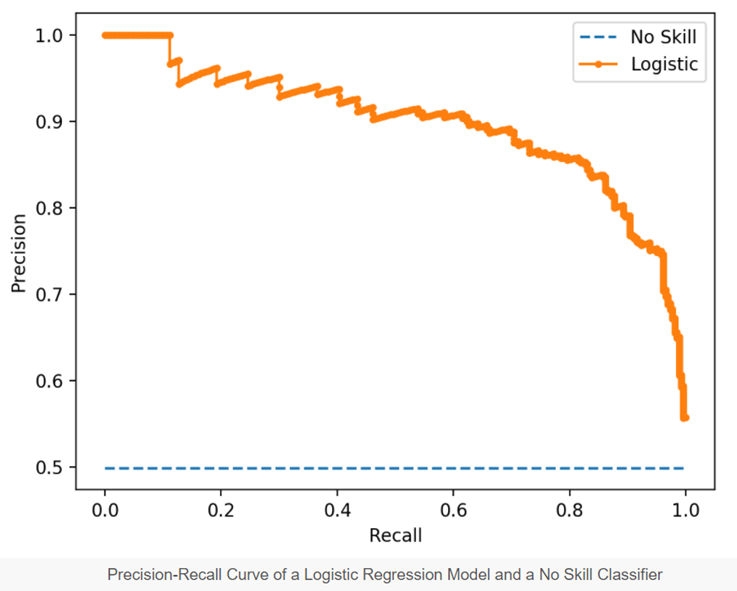 1.0
0.9
0.8
0.7
0.6
0.5
Precision
No Skill
Logistic
0.0 0.2 0.4 0.6 0.8 1.0
Recall
Precision-Recall Curve of a Logistic Regression Model and a No Skill Classifier